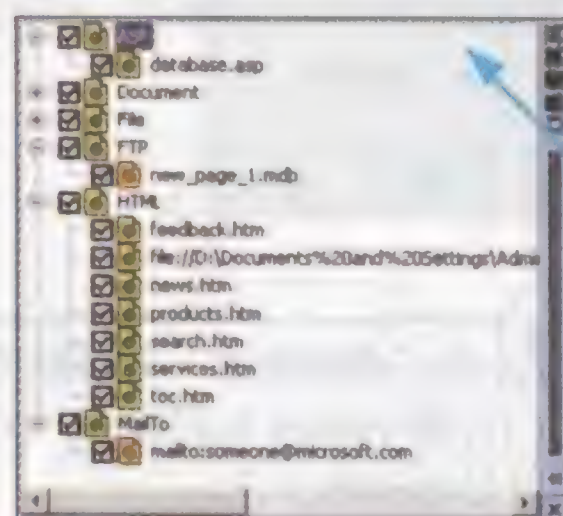 ASP
database.asp
Document
File
FTP
new_page_1.mdb
HTML
feedback.htm
file://D:\Documents%20and%20Settings\Admi
news.htm
products.htm
search.htm
services.htm
toc.htm
MailTo
mailto:someone@microsoft.com